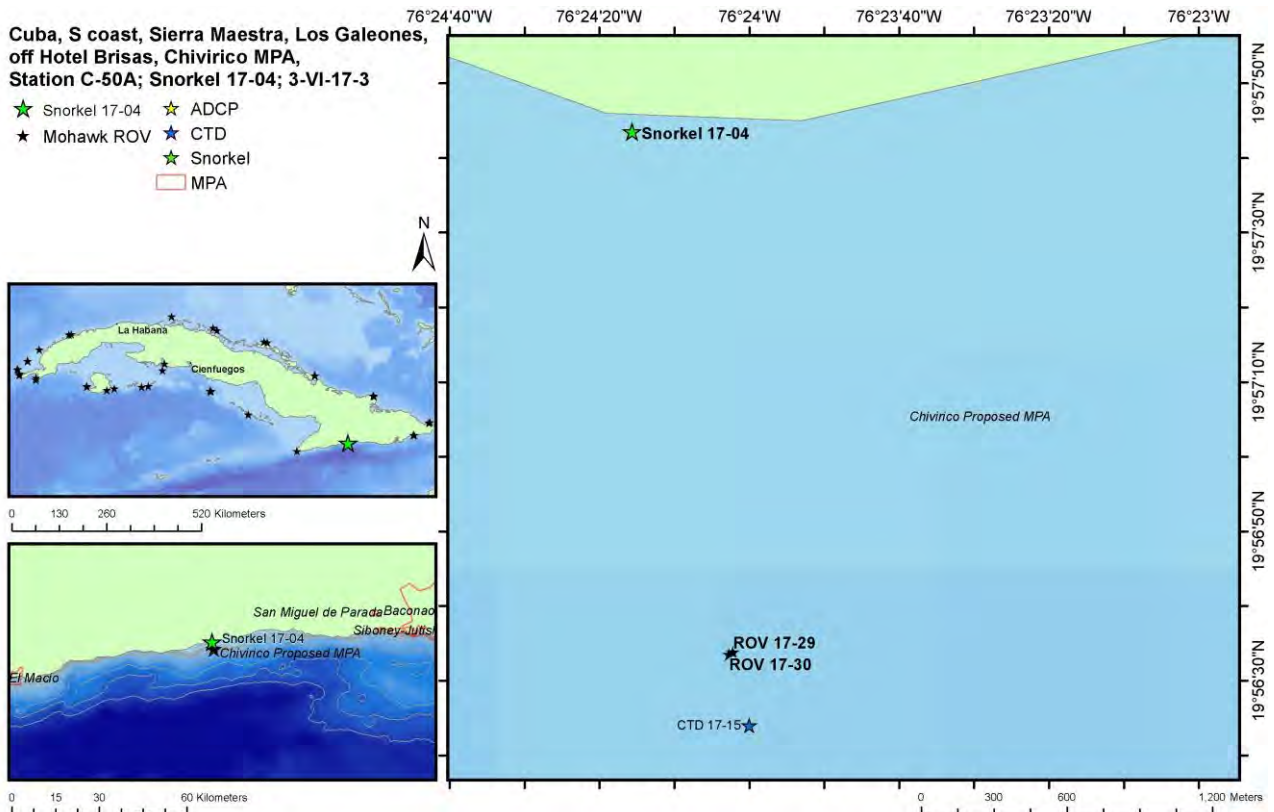 Cuba, S coast, Sierra Maestra, Los Galeones,
off Hotel Brisas, Chivirico MPA,
Station C-50A; Snorkel 17-04; 3-VI-17-3
Snorkel 17-04
ADCP
Mohawk ROV
CTD
Snorkel
MPA
N
La Habana
Cienfuegos
0 130 260 520 Kilometers
San Miguel de Parada Baconao
Siboney-Jutisi
Snorkel 17-04
Chivirico Proposed MPA
El Macio
0 15 30 60 Kilometers
76°24'40"W 76°24'20"W 76°24'W 76°23'40"W 76°23'20"W 76°23'W
Snorkel 17-04
Chivirico Proposed MPA
ROV 17-29
ROV 17-30
CTD 17-15
19°57'50"N
19°57'30"N
19°57'10"N
19°56'50"N
19°56'30"N
0 300 600 1,200 Meters